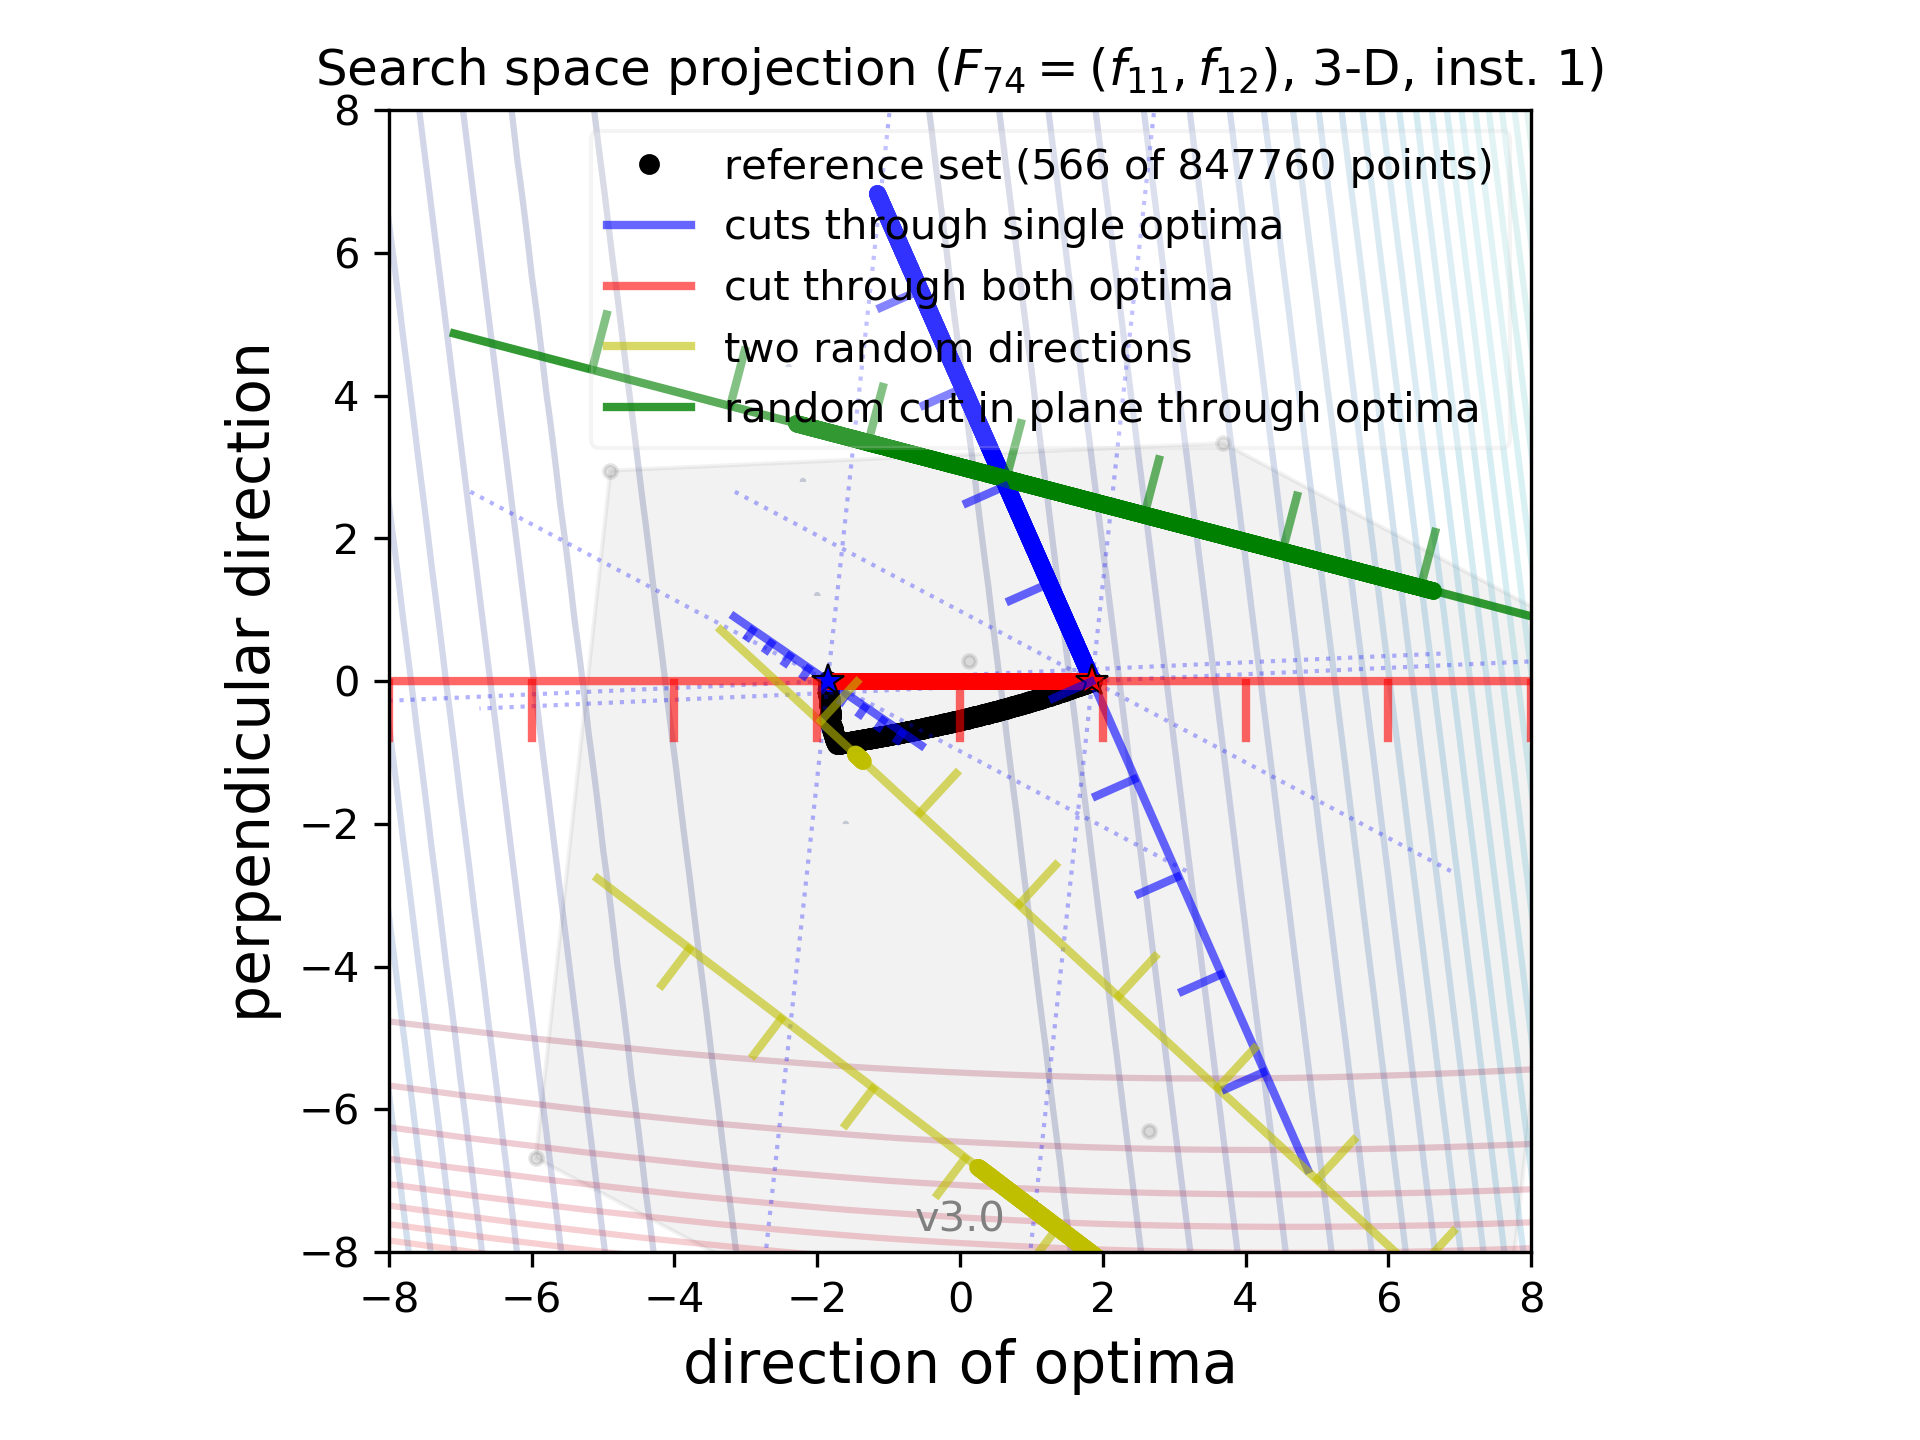 Search space projection (F74 = (f11, f12), 3-D, inst. 1)
reference set (566 of 847760 points)
cuts through single optima
cut through both optima
two random directions
random cut in plane through optima
8
6
4
2
0
−2
−4
−6
−8
perpendicular direction
v3.0
−8 −6 −4 −2 0 2 4 6 8
direction of optima